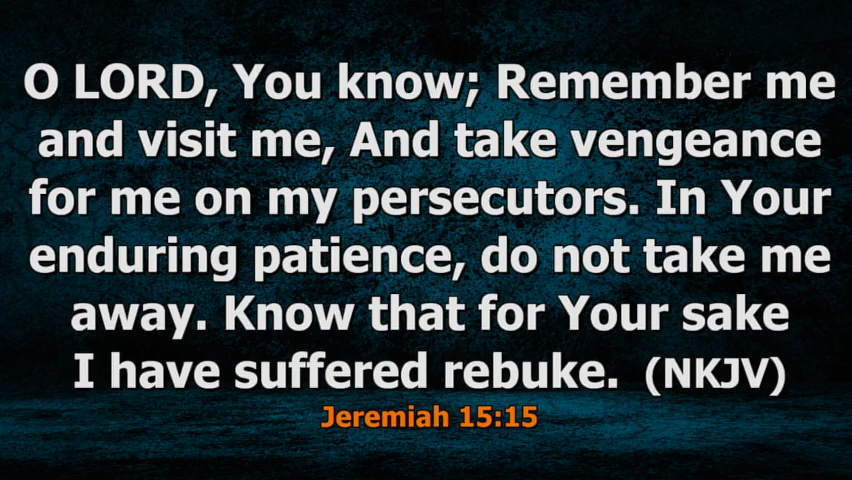 O LORD, You know; Remember me
and visit me, And take vengeance
for me on my persecutors. In Your
enduring patience, do not take me
away. Know that for Your sake
I have suffered rebuke. (NKJV)
Jeremiah 15:15